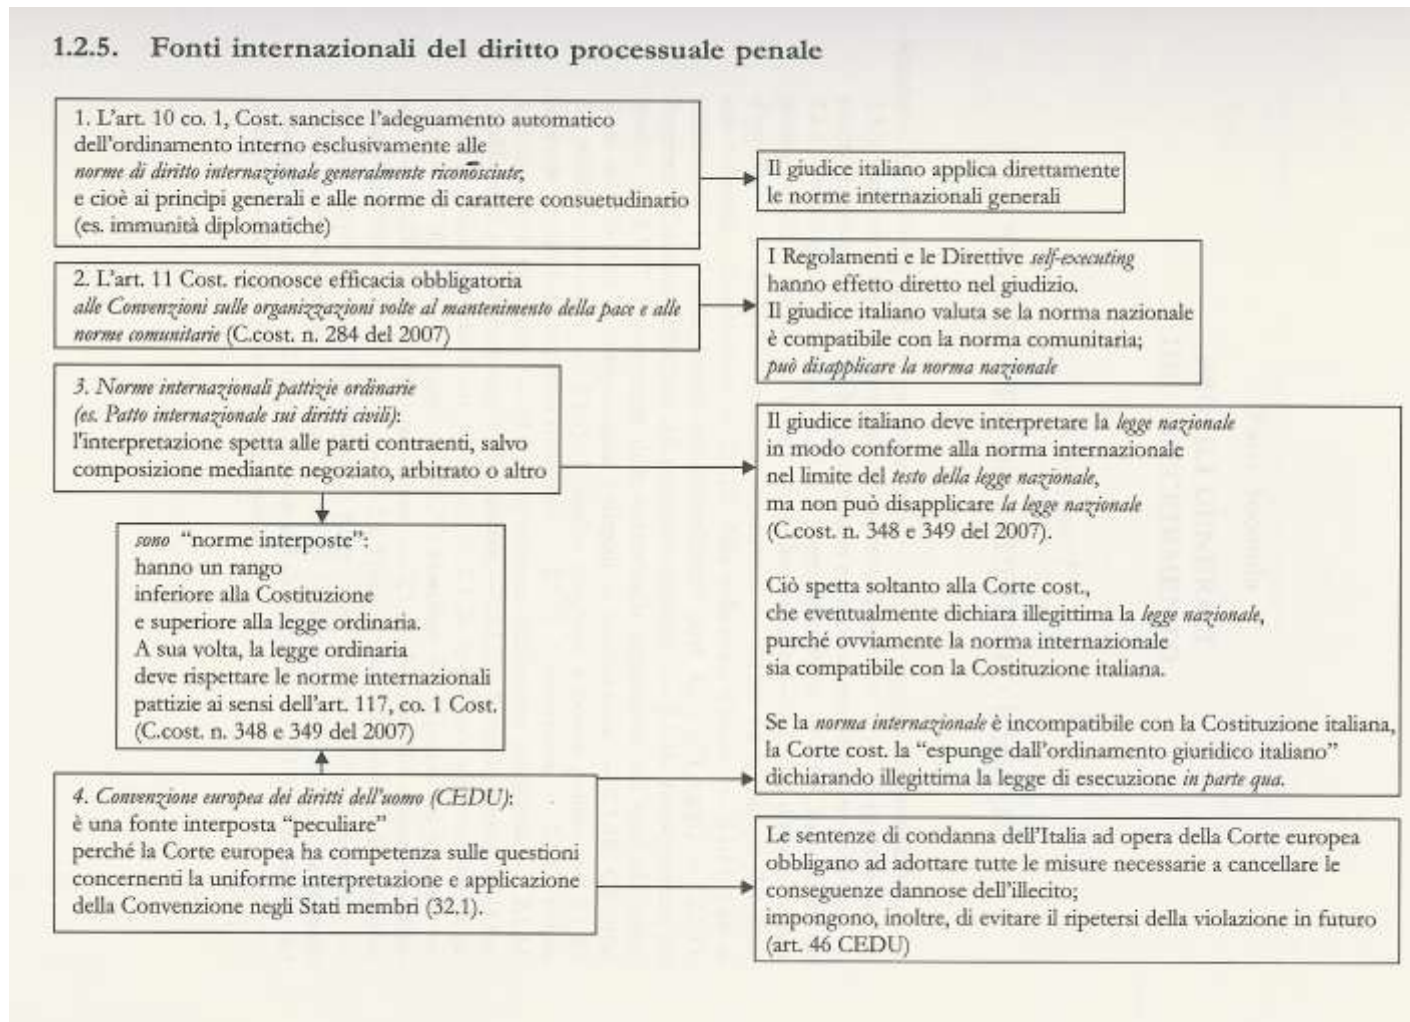 1.2.5. Fonti internazionali del diritto processuale penale
1. L'art. 10 co. 1, Cost. sancisce l'adeguamento automatico
dell'ordinamento interno esclusivamente alle
norme di diritto internazionale generalmente riconosciute,
e cioè ai principi generali e alle norme di carattere consuetudinario
(es. immunità diplomatiche)
Il giudice italiano applica direttamente
le norme internazionali generali
2. L'art. 11 Cost. riconosce efficacia obbligatoria
alle Convenzioni sulle organizzazioni volte al mantenimento della pace e alle
norme comunitarie (C.cost. n. 284 del 2007)
I Regolamenti e le Direttive self-executing
hanno effetto diretto nel giudizio.
Il giudice italiano valuta se la norma nazionale
è compatibile con la norma comunitaria;
può disapplicare la norma nazionale
3. Norme internazionali pattizie ordinarie
(es. Patto internazionale sui diritti civili):
l'interpretazione spetta alle parti contraenti, salvo
composizione mediante negoziato, arbitrato o altro
Il giudice italiano deve interpretare la legge nazionale
in modo conforme alla norma internazionale
nel limite del testo della legge nazionale,
ma non può disapplicare la legge nazionale
(C.cost. n. 348 e 349 del 2007).
Ciò spetta soltanto alla Corte cost.,
che eventualmente dichiara illegittima la legge nazionale,
purché ovviamente la norma internazionale
sia compatibile con la Costituzione italiana.
Se la norma internazionale è incompatibile con la Costituzione italiana,
la Corte cost. la "espunge dall'ordinamento giuridico italiano"
dichiarando illegittima la legge di esecuzione in parte qua.
sono "norme interposte":
hanno un rango
inferiore alla Costituzione
e superiore alla legge ordinaria.
A sua volta, la legge ordinaria
deve rispettare le norme internazionali
pattizie ai sensi dell'art. 117, co. 1 Cost.
(C.cost. n. 348 e 349 del 2007)
4. Convenzione europea dei diritti dell'uomo (CEDU):
è una fonte interposta "peculiare"
perché la Corte europea ha competenza sulle questioni
concernenti la uniforme interpretazione e applicazione
della Convenzione negli Stati membri (32.1).
Le sentenze di condanna dell'Italia ad opera della Corte europea
obbligano ad adottare tutte le misure necessarie a cancellare le
conseguenze dannose dell'illecito;
impongono, inoltre, di evitare il ripetersi della violazione in futuro
(art. 46 CEDU)